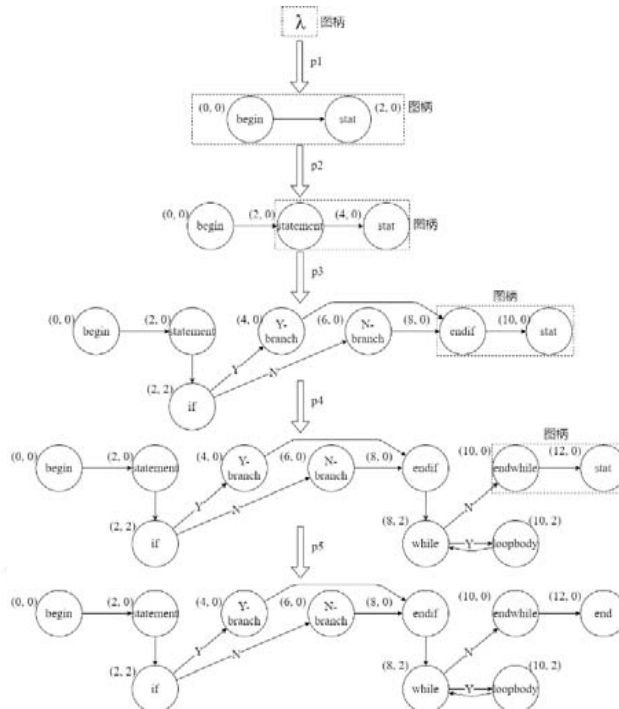 λ 图柄
p1
(0, 0) begin stat (2, 0) 图柄
p2
(0, 0) begin (2, 0) statement (4, 0) stat 图柄
p3
图柄
(0, 0) begin (2, 0) statement (4, 0) Y-branch (6, 0) N-branch (8, 0) endif (10, 0) stat
Y N
(2, 2) if
p4
图柄
(0, 0) begin (2, 0) statement (4, 0) Y-branch (6, 0) N-branch (8, 0) endif (10, 0) endwhile (12, 0) stat
Y N N
(2, 2) if (8, 2) while Y (10, 2) loopbody
p5
(0, 0) begin (2, 0) statement (4, 0) Y-branch (6, 0) N-branch (8, 0) endif (10, 0) endwhile (12, 0) end
Y N N
(2, 2) if (8, 2) while Y (10, 2) loopbody